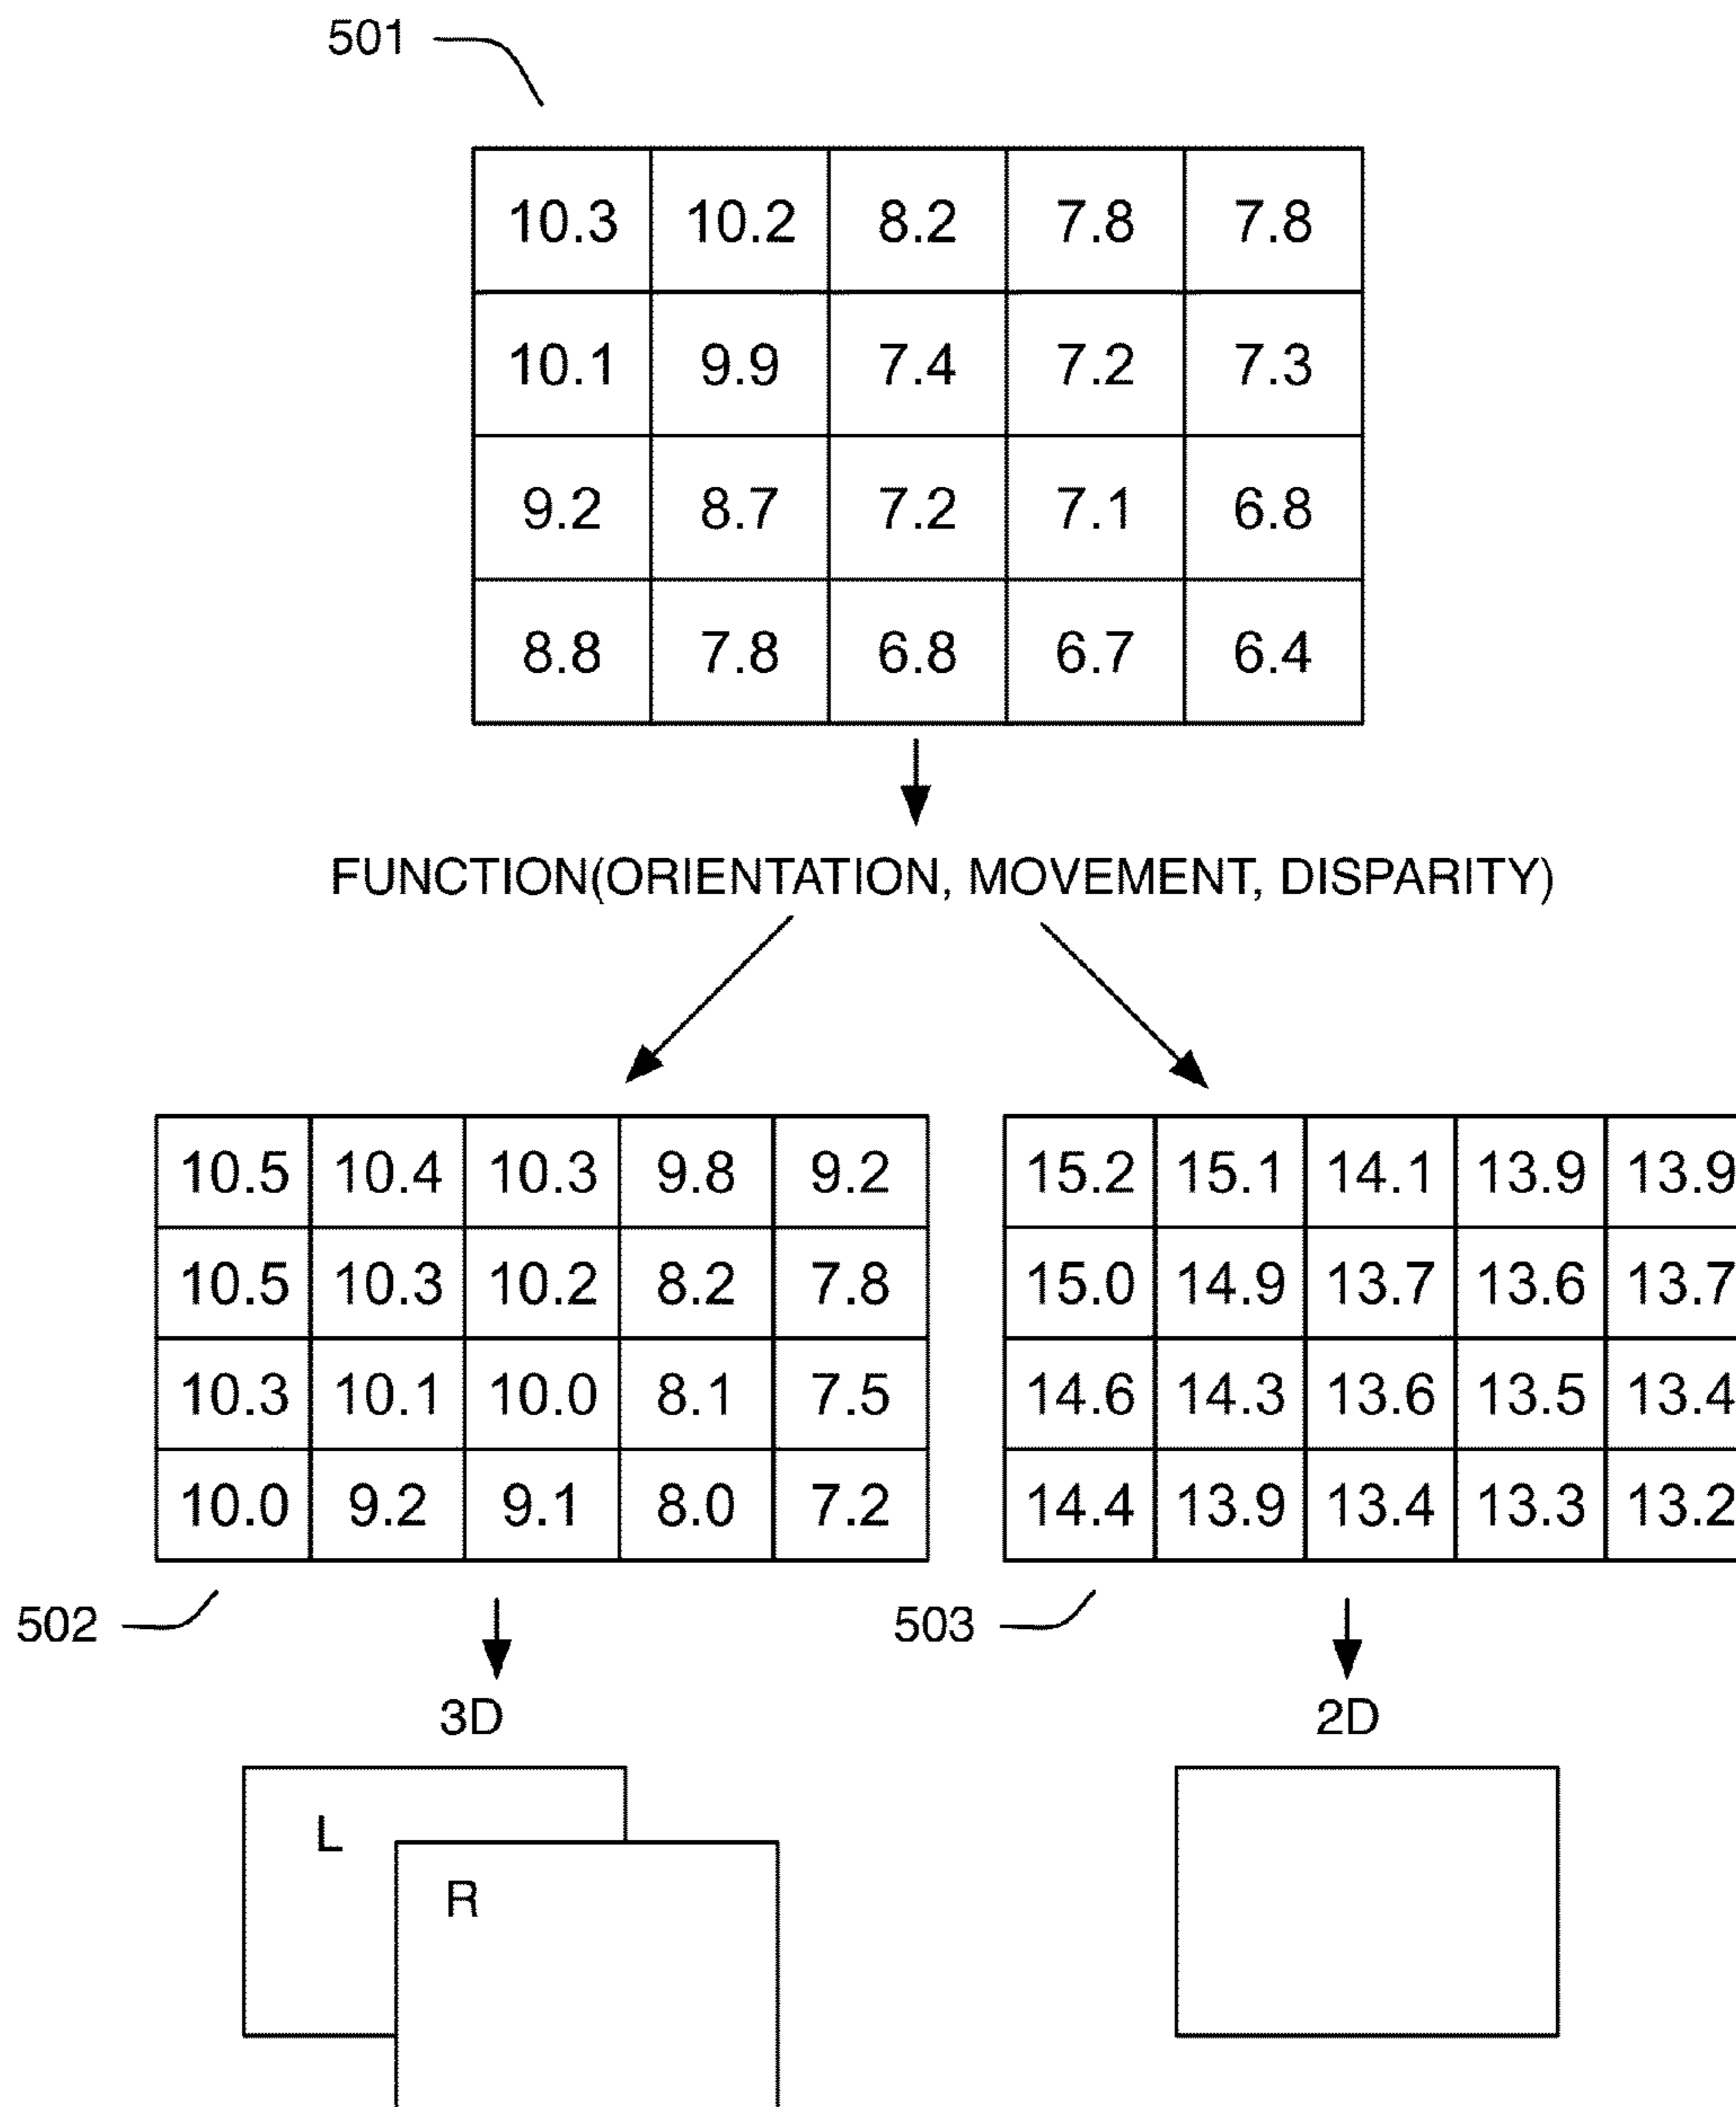 501
10.3 10.2 8.2 7.8 7.8
10.1 9.9 7.4 7.2 7.3
9.2 8.7 7.2 7.1 6.8
8.8 7.8 6.8 6.7 6.4
FUNCTION(ORIENTATION, MOVEMENT, DISPARITY)
10.5 10.4 10.3 9.8 9.2
10.5 10.3 10.2 8.2 7.8
10.3 10.1 10.0 8.1 7.5
10.0 9.2 9.1 8.0 7.2
502
3D
L
R
15.2 15.1 14.1 13.9 13.9
15.0 14.9 13.7 13.6 13.7
14.6 14.3 13.6 13.5 13.4
14.4 13.9 13.4 13.3 13.2
503
2D